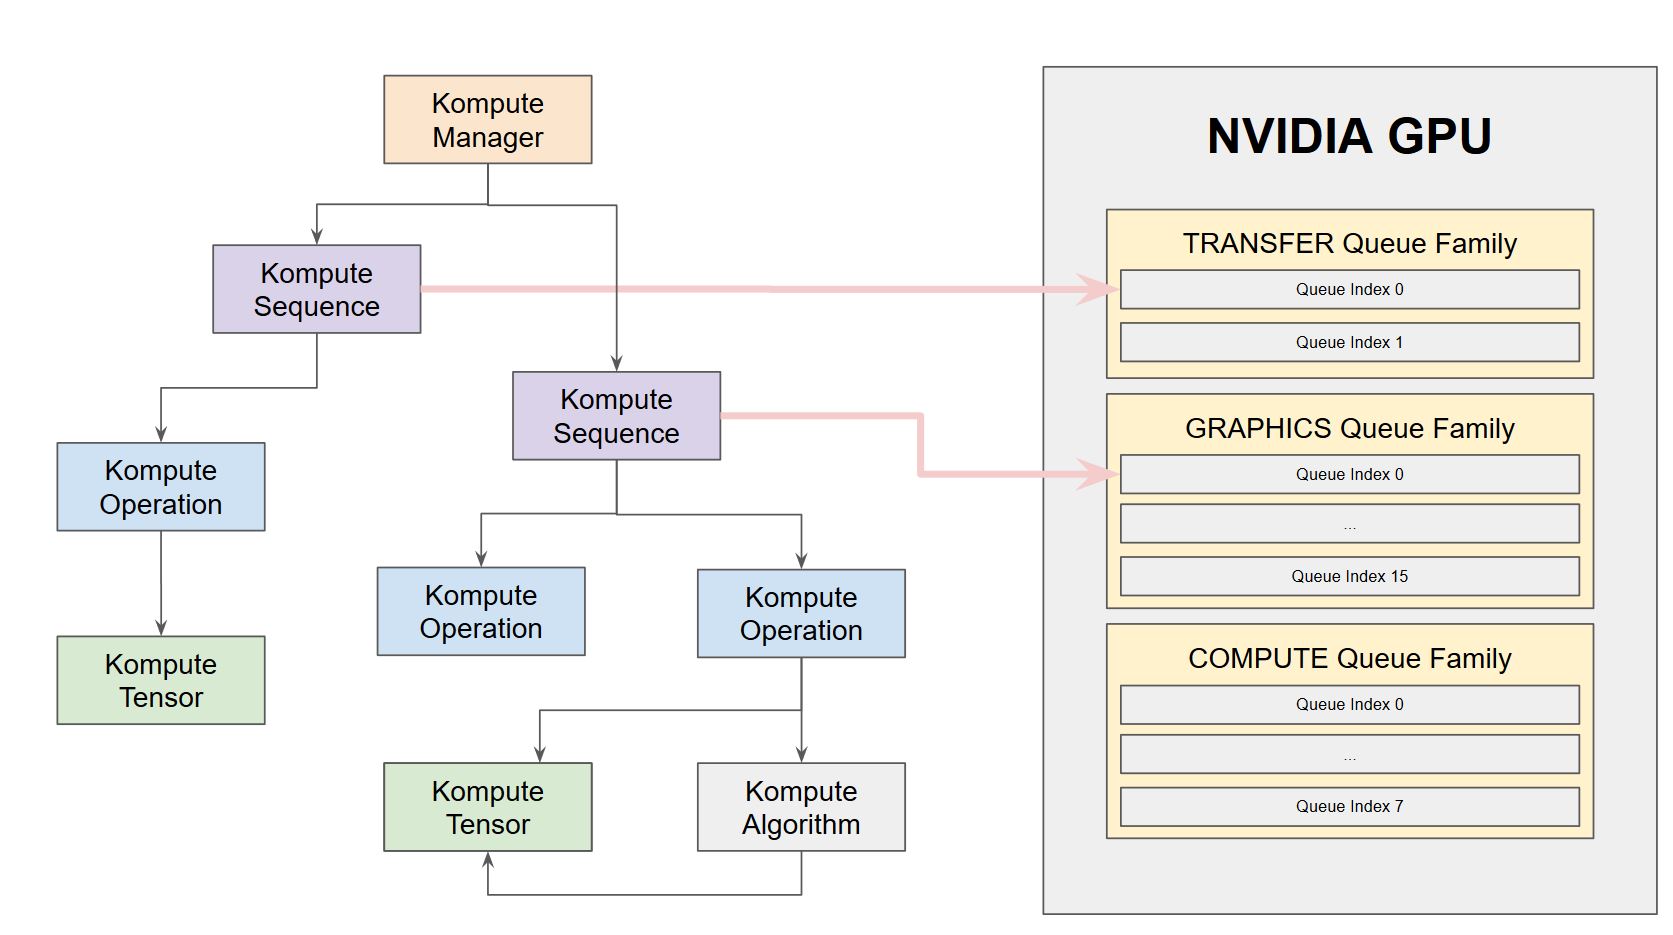 Kompute
Manager
Kompute
Sequence
Kompute
Sequence
Kompute
Operation
Kompute
Operation
Kompute
Operation
Kompute
Tensor
Kompute
Tensor
Kompute
Algorithm
NVIDIA GPU
TRANSFER Queue Family
Queue Index 0
Queue Index 1
GRAPHICS Queue Family
Queue Index 0
...
Queue Index 15
COMPUTE Queue Family
Queue Index 0
...
Queue Index 7